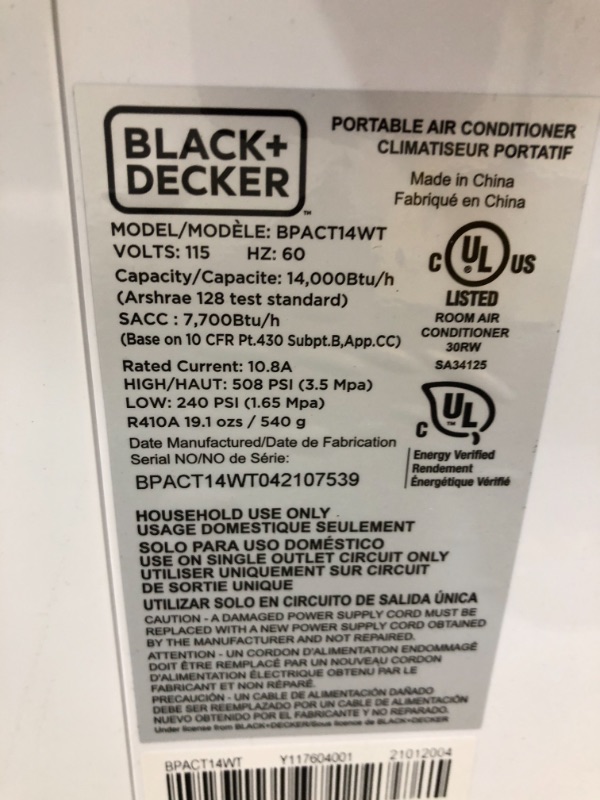 BLACK+
DECKER
™
PORTABLE AIR CONDITIONER
CLIMATISEUR PORTATIF
Made in China
Fabriqué en China
MODEL/MODÈLE: BPACT14WT
VOLTS: 115 HZ: 60
Capacity/Capacite: 14,000Btu/h
(Arshrae 128 test standard)
SACC : 7,700Btu/h
(Base on 10 CFR Pt.430 Subpt.B,App.CC)
C UL US
LISTED
ROOM AIR
CONDITIONER
30RW
SA34125
Rated Current: 10.8A
HIGH/HAUT: 508 PSI (3.5 Mpa)
LOW: 240 PSI (1.65 Mpa)
R410A 19.1 ozs / 540 g
Date Manufactured/Date de Fabrication
Serial NO/NO de Série:
BPACT14WT042107539
C UL
™
Energy Verified
Rendement
Énergétique Vérifié
HOUSEHOLD USE ONLY
USAGE DOMESTIQUE SEULEMENT
SOLO PARA USO DOMÉSTICO
USE ON SINGLE OUTLET CIRCUIT ONLY
UTILISER UNIQUEMENT SUR CIRCUIT
DE SORTIE UNIQUE
UTILIZAR SOLO EN CIRCUITO DE SALIDA ÚNICA
CAUTION - A DAMAGED POWER SUPPLY CORD MUST BE
REPLACED WITH A NEW POWER SUPPLY CORD OBTAINED
BY THE MANUFACTURER AND NOT REPAIRED.
ATTENTION - UN CORDON D'ALIMENTATION ENDOMMAGÉ
DOIT ÊTRE REMPLACÉ PAR UN NOUVEAU CORDON
D'ALIMENTATION ÉLECTRIQUE OBTENU PAR LE
FABRICANT ET NON RÉPARÉ.
PRECAUCIÓN - UN CABLE DE ALIMENTACIÓN DAÑADO
DEBE SER REEMPLAZADO POR UN CABLE DE ALIMENTACIÓN
NUEVO OBTENIDO POR EL FABRICANTE Y NO REPARADO.
Under license from BLACK+DECKER/Sous licence de BLACK+DECKER
BPACT14WT Y117604001 21012004